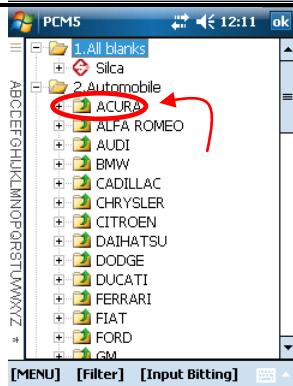 PCM5 12:11 ok
1.All blanks
Silca
2.Automobile
ACURA
ALFA ROMEO
AUDI
BMW
CADILLAC
CHRYSLER
CITROEN
DAIHATSU
DODGE
DUCATI
FERRARI
FIAT
FORD
GM
ABCDEFGHIJKLMNOPQRSTUVWXYZ *
[MENU] [Filter] [Input Bitting]